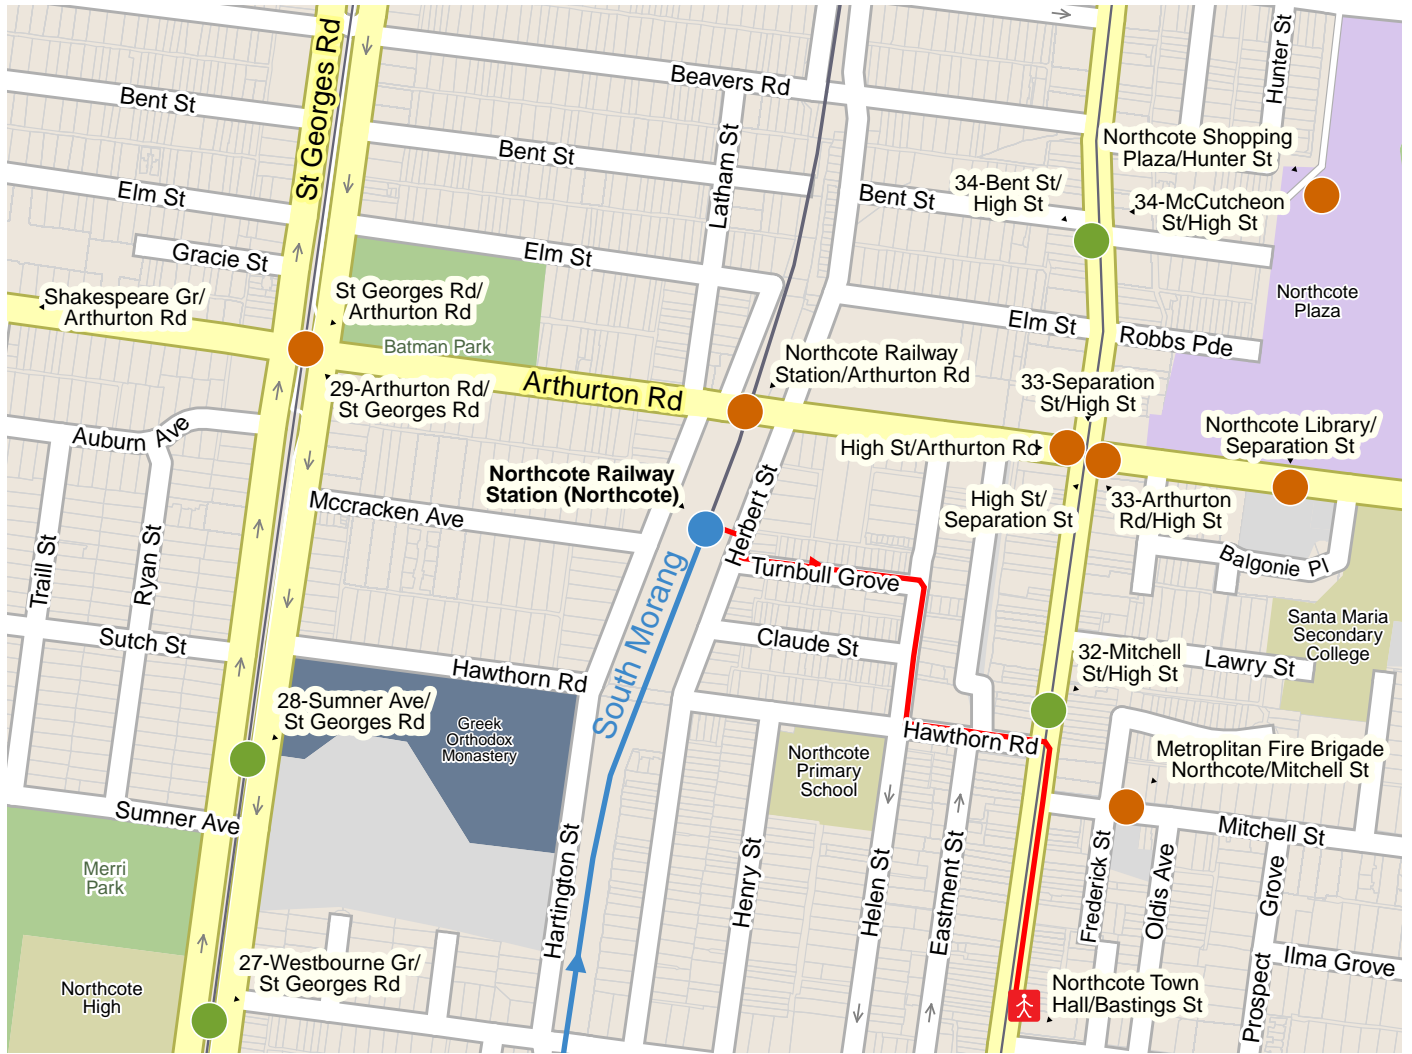 St Georges Rd
Beavers Rd
Hunter St
Bent St
Bent St
Latham St
Northcote Shopping
Plaza/Hunter St
34-Bent St/
High St
Bent St
34-McCutcheon
St/High St
Elm St
Gracie St
Elm St
Shakespeare Gr/
Arthurton Rd
St Georges Rd/
Arthurton Rd
Batman Park
Northcote
Plaza
Elm St
Robbs Pde
Northcote Railway
Station/Arthurton Rd
29-Arthurton Rd/
St Georges Rd
Arthurton Rd
33-Separation
St/High St
High St/Arthurton Rd
Northcote Library/
Separation St
Auburn Ave
Northcote Railway
Station (Northcote)
Mccracken Ave
Herbert St
High St/
Separation St
33-Arthurton
Rd/High St
Balgonie Pl
Traill St
Ryan St
Turnbull Grove
South Morang
Santa Maria
Secondary
College
Sutch St
Claude St
32-Mitchell
St/High St
Lawry St
Hawthorn Rd
28-Sumner Ave/
St Georges Rd
Greek
Orthodox
Monastery
Hawthorn Rd
Northcote
Primary
School
Metroplitan Fire Brigade
Northcote/Mitchell St
Sumner Ave
Mitchell St
Merri
Park
Hartington St
Henry St
Helen St
Eastment St
Frederick St
Oldis Ave
Prospect Grove
Ilma Grove
27-Westbourne Gr/
St Georges Rd
Northcote
High
Northcote Town
Hall/Bastings St